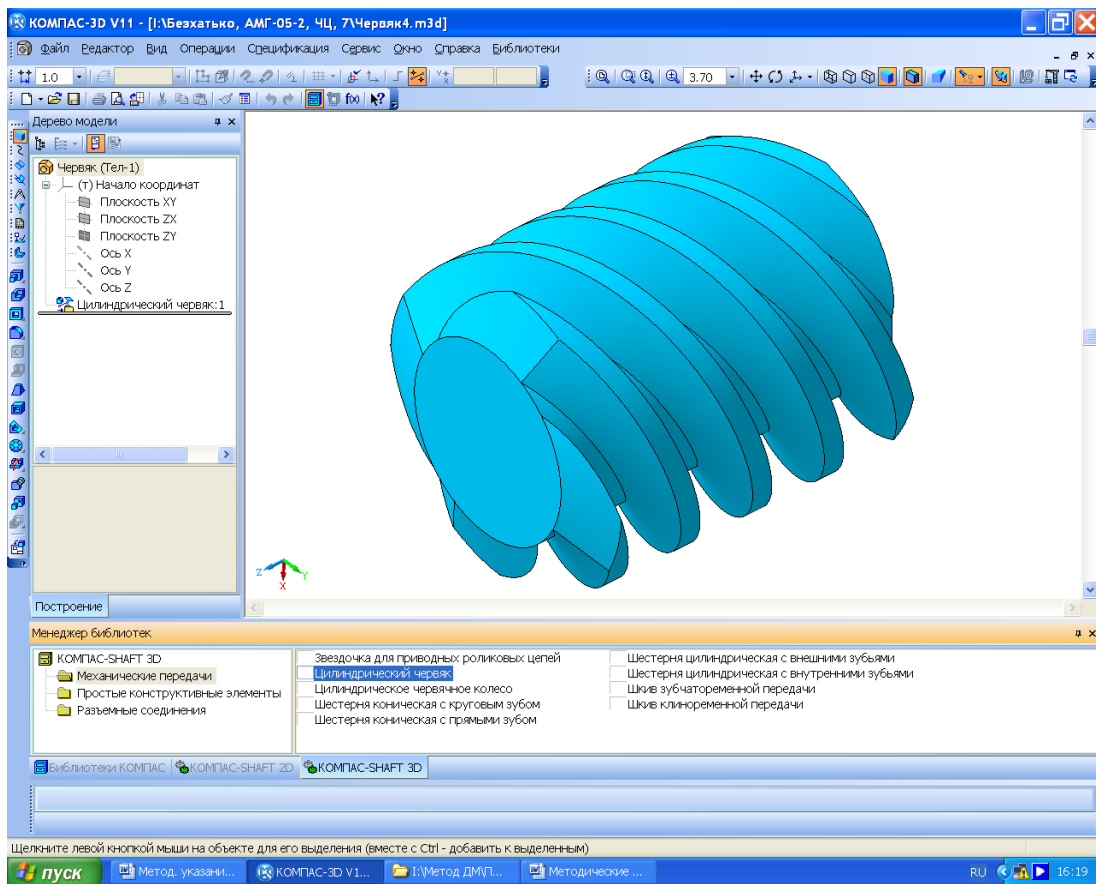 КОМПАС-3D V11 - [I:\Безхатько, АМГ-05-2, ЧЦ, 7\Червяк4.m3d]
Файл Редактор Вид Операции Спецификация Сервис Окно Справка Библиотеки
1.0
3.70
f(x)
Дерево модели
Червяк (Тел-1)
(т) Начало координат
Плоскость XY
Плоскость ZX
Плоскость ZY
Ось X
Ось Y
Ось Z
Цилиндрический червяк:1
Z
Y
X
Построение
Менеджер библиотек
КОМПАС-SHAFT 3D
Механические передачи
Простые конструктивные элементы
Разъемные соединения
Звездочка для приводных роликовых цепей
Цилиндрический червяк
Цилиндрическое червячное колесо
Шестерня коническая с круговым зубом
Шестерня коническая с прямыми зубом
Шестерня цилиндрическая с внешними зубьями
Шестерня цилиндрическая с внутренними зубьями
Шкив зубчатоременной передачи
Шкив клиноременной передачи
Библиотеки КОМПАС КОМПАС-SHAFT 2D КОМПАС-SHAFT 3D
Щелкните левой кнопкой мыши на объекте для его выделения (вместе с Ctrl - добавить к выделенным)
пуск Метод. указани... КОМПАС-3D V1... I:\Метод ДМ\П... Методические ... RU 16:19